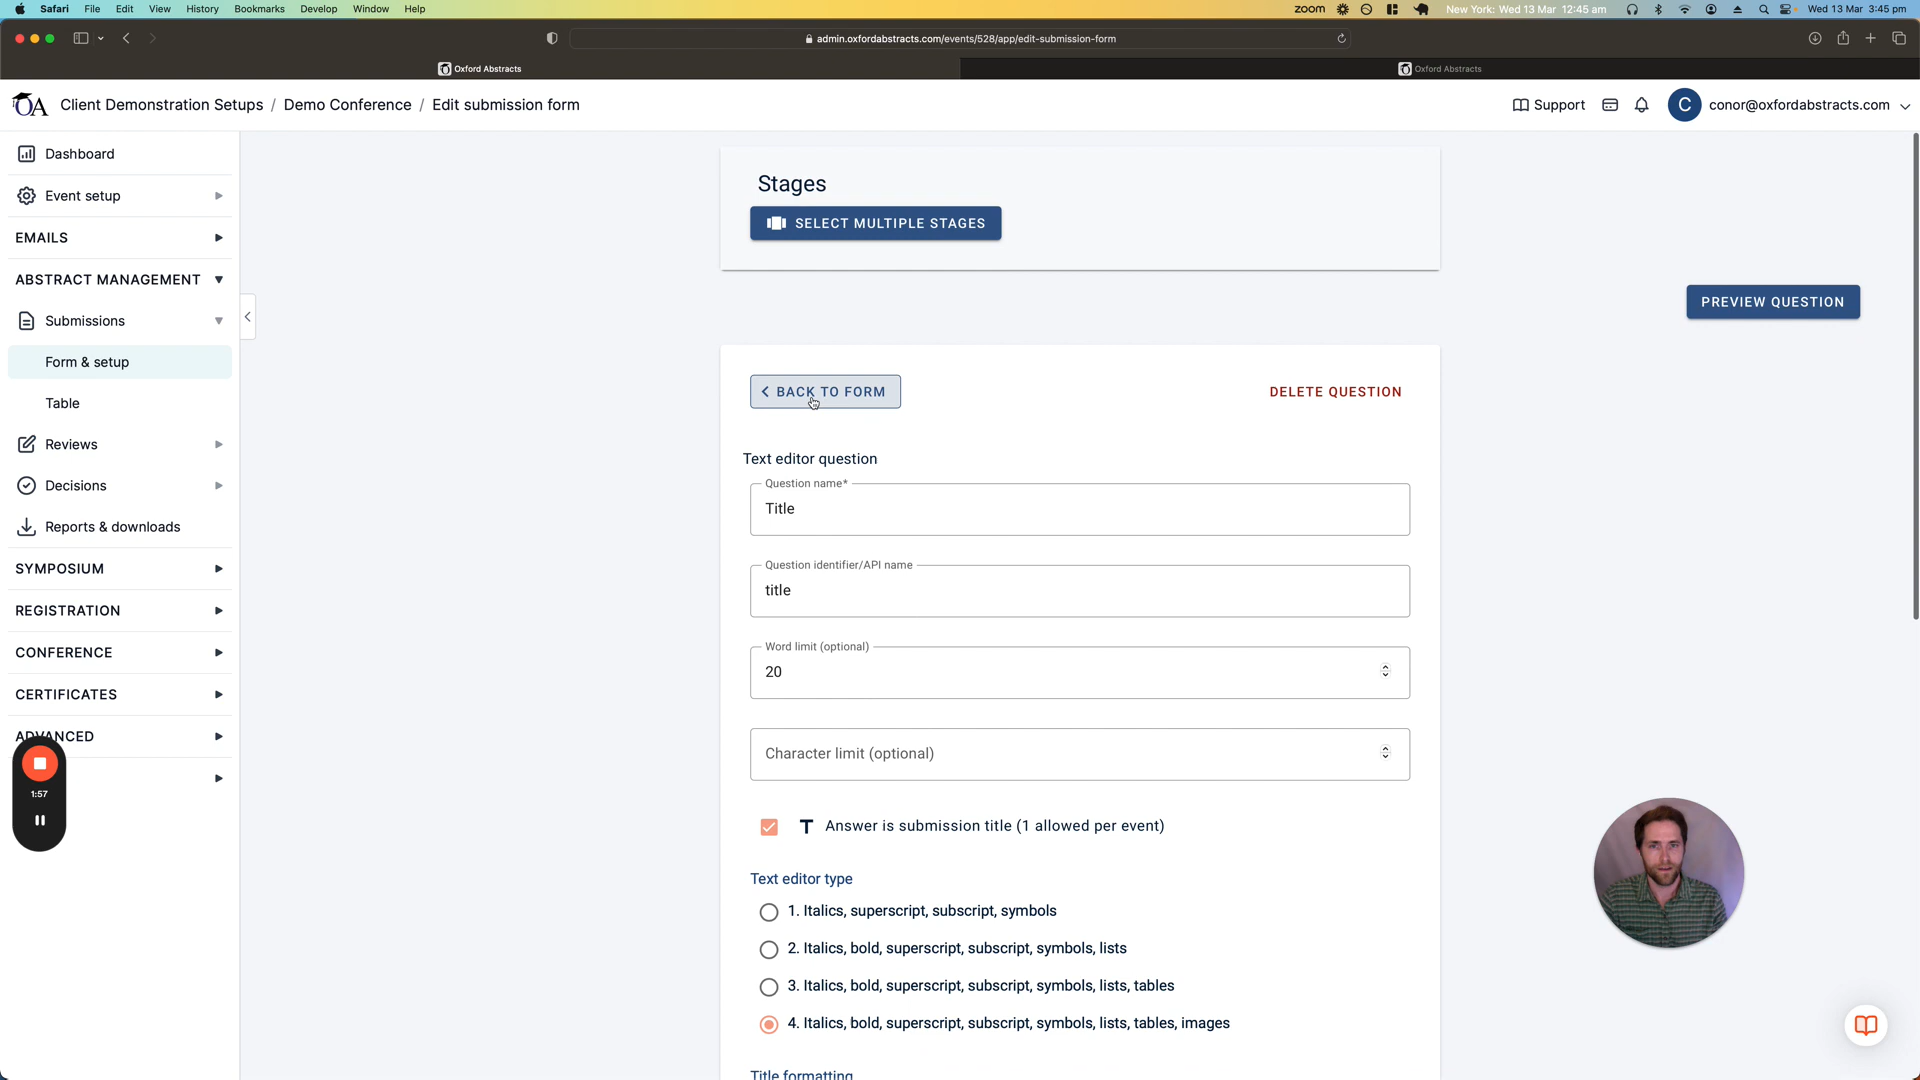 Safari File Edit View History Bookmarks Develop Window Help
zoom New York: Wed 13 Mar 12:45 am Wed 13 Mar 3:45 pm
admin.oxfordabstracts.com/events/528/app/edit-submission-form
Oxford Abstracts
Oxford Abstracts
OA Client Demonstration Setups / Demo Conference / Edit submission form
Support
C conor@oxfordabstracts.com
Dashboard
Event setup
EMAILS
ABSTRACT MANAGEMENT
Submissions
Form & setup
Table
Reviews
Decisions
Reports & downloads
SYMPOSIUM
REGISTRATION
CONFERENCE
CERTIFICATES
ADVANCED
1:57
Stages
SELECT MULTIPLE STAGES
PREVIEW QUESTION
BACK TO FORM
DELETE QUESTION
Text editor question
Question name*
Title
Question identifier/API name
title
Word limit (optional)
20
Character limit (optional)
T Answer is submission title (1 allowed per event)
Text editor type
1. Italics, superscript, subscript, symbols
2. Italics, bold, superscript, subscript, symbols, lists
3. Italics, bold, superscript, subscript, symbols, lists, tables
4. Italics, bold, superscript, subscript, symbols, lists, tables, images
Title formatting